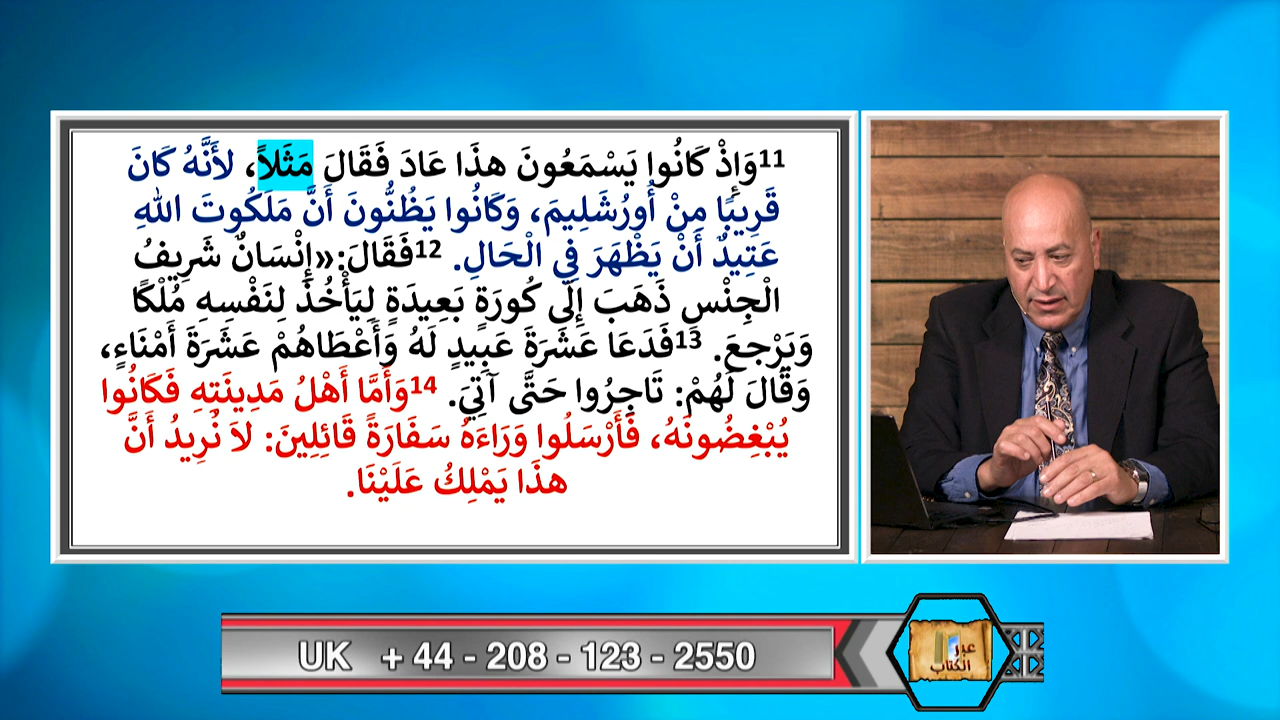 11وَإِذْ كَانُوا يَسْمَعُونَ هذَا عَادَ فَقَالَ مَثَلاً، لأَنَّهُ كَانَ
قَرِيبًا مِنْ أُورُشَلِيمَ، وَكَانُوا يَظُنُّونَ أَنَّ مَلَكُوتَ اللهِ
عَتِيدٌ أَنْ يَظْهَرَ فِي الْحَالِ. 12فَقَالَ:«إِنْسَانٌ شَرِيفُ
الْجِنْسِ ذَهَبَ إِلَى كُورَةٍ بَعِيدَةٍ لِيَأْخُذَ لِنَفْسِهِ مُلْكًا
وَيَرْجعَ. 13فَدَعَا عَشَرَةَ عَبِيدٍ لَهُ وَأَعْطَاهُمْ عَشَرَةَ أَمْنَاءٍ،
وَقَالَ لَهُمْ: تَاجِرُوا حَتَّى آتِيَ. 14وَأَمَّا أَهْلُ مَدِينَتِهِ فَكَانُوا
يُبْغِضُونَهُ، فَأَرْسَلُوا وَرَاءَهُ سَفَارَةً قَائِلِينَ: لاَ نُرِيدُ أَنَّ
هذَا يَمْلِكُ عَلَيْنَا.
UK + 44 - 208 - 123 - 2550
عبر
الكتاب